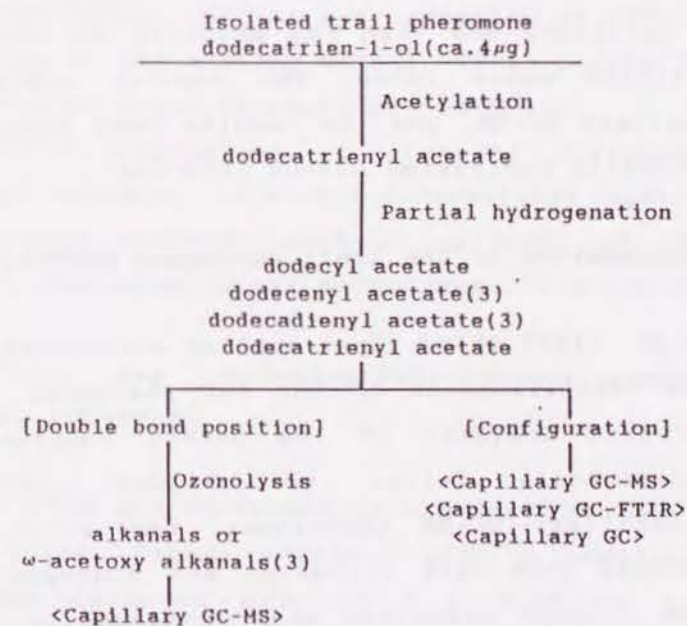 Isolated trail pheromone
dodecatrien-1-ol(ca.4μg)
Acetylation
dodecatrienyl acetate
Partial hydrogenation
dodecyl acetate
dodecenyl acetate(3)
dodecadienyl acetate(3)
dodecatrienyl acetate
[Double bond position]
[Configuration]
Ozonolysis
<Capillary GC-MS>
<Capillary GC-FTIR>
<Capillary GC>
alkanals or
ω-acetoxy alkanals(3)
<Capillary GC-MS>